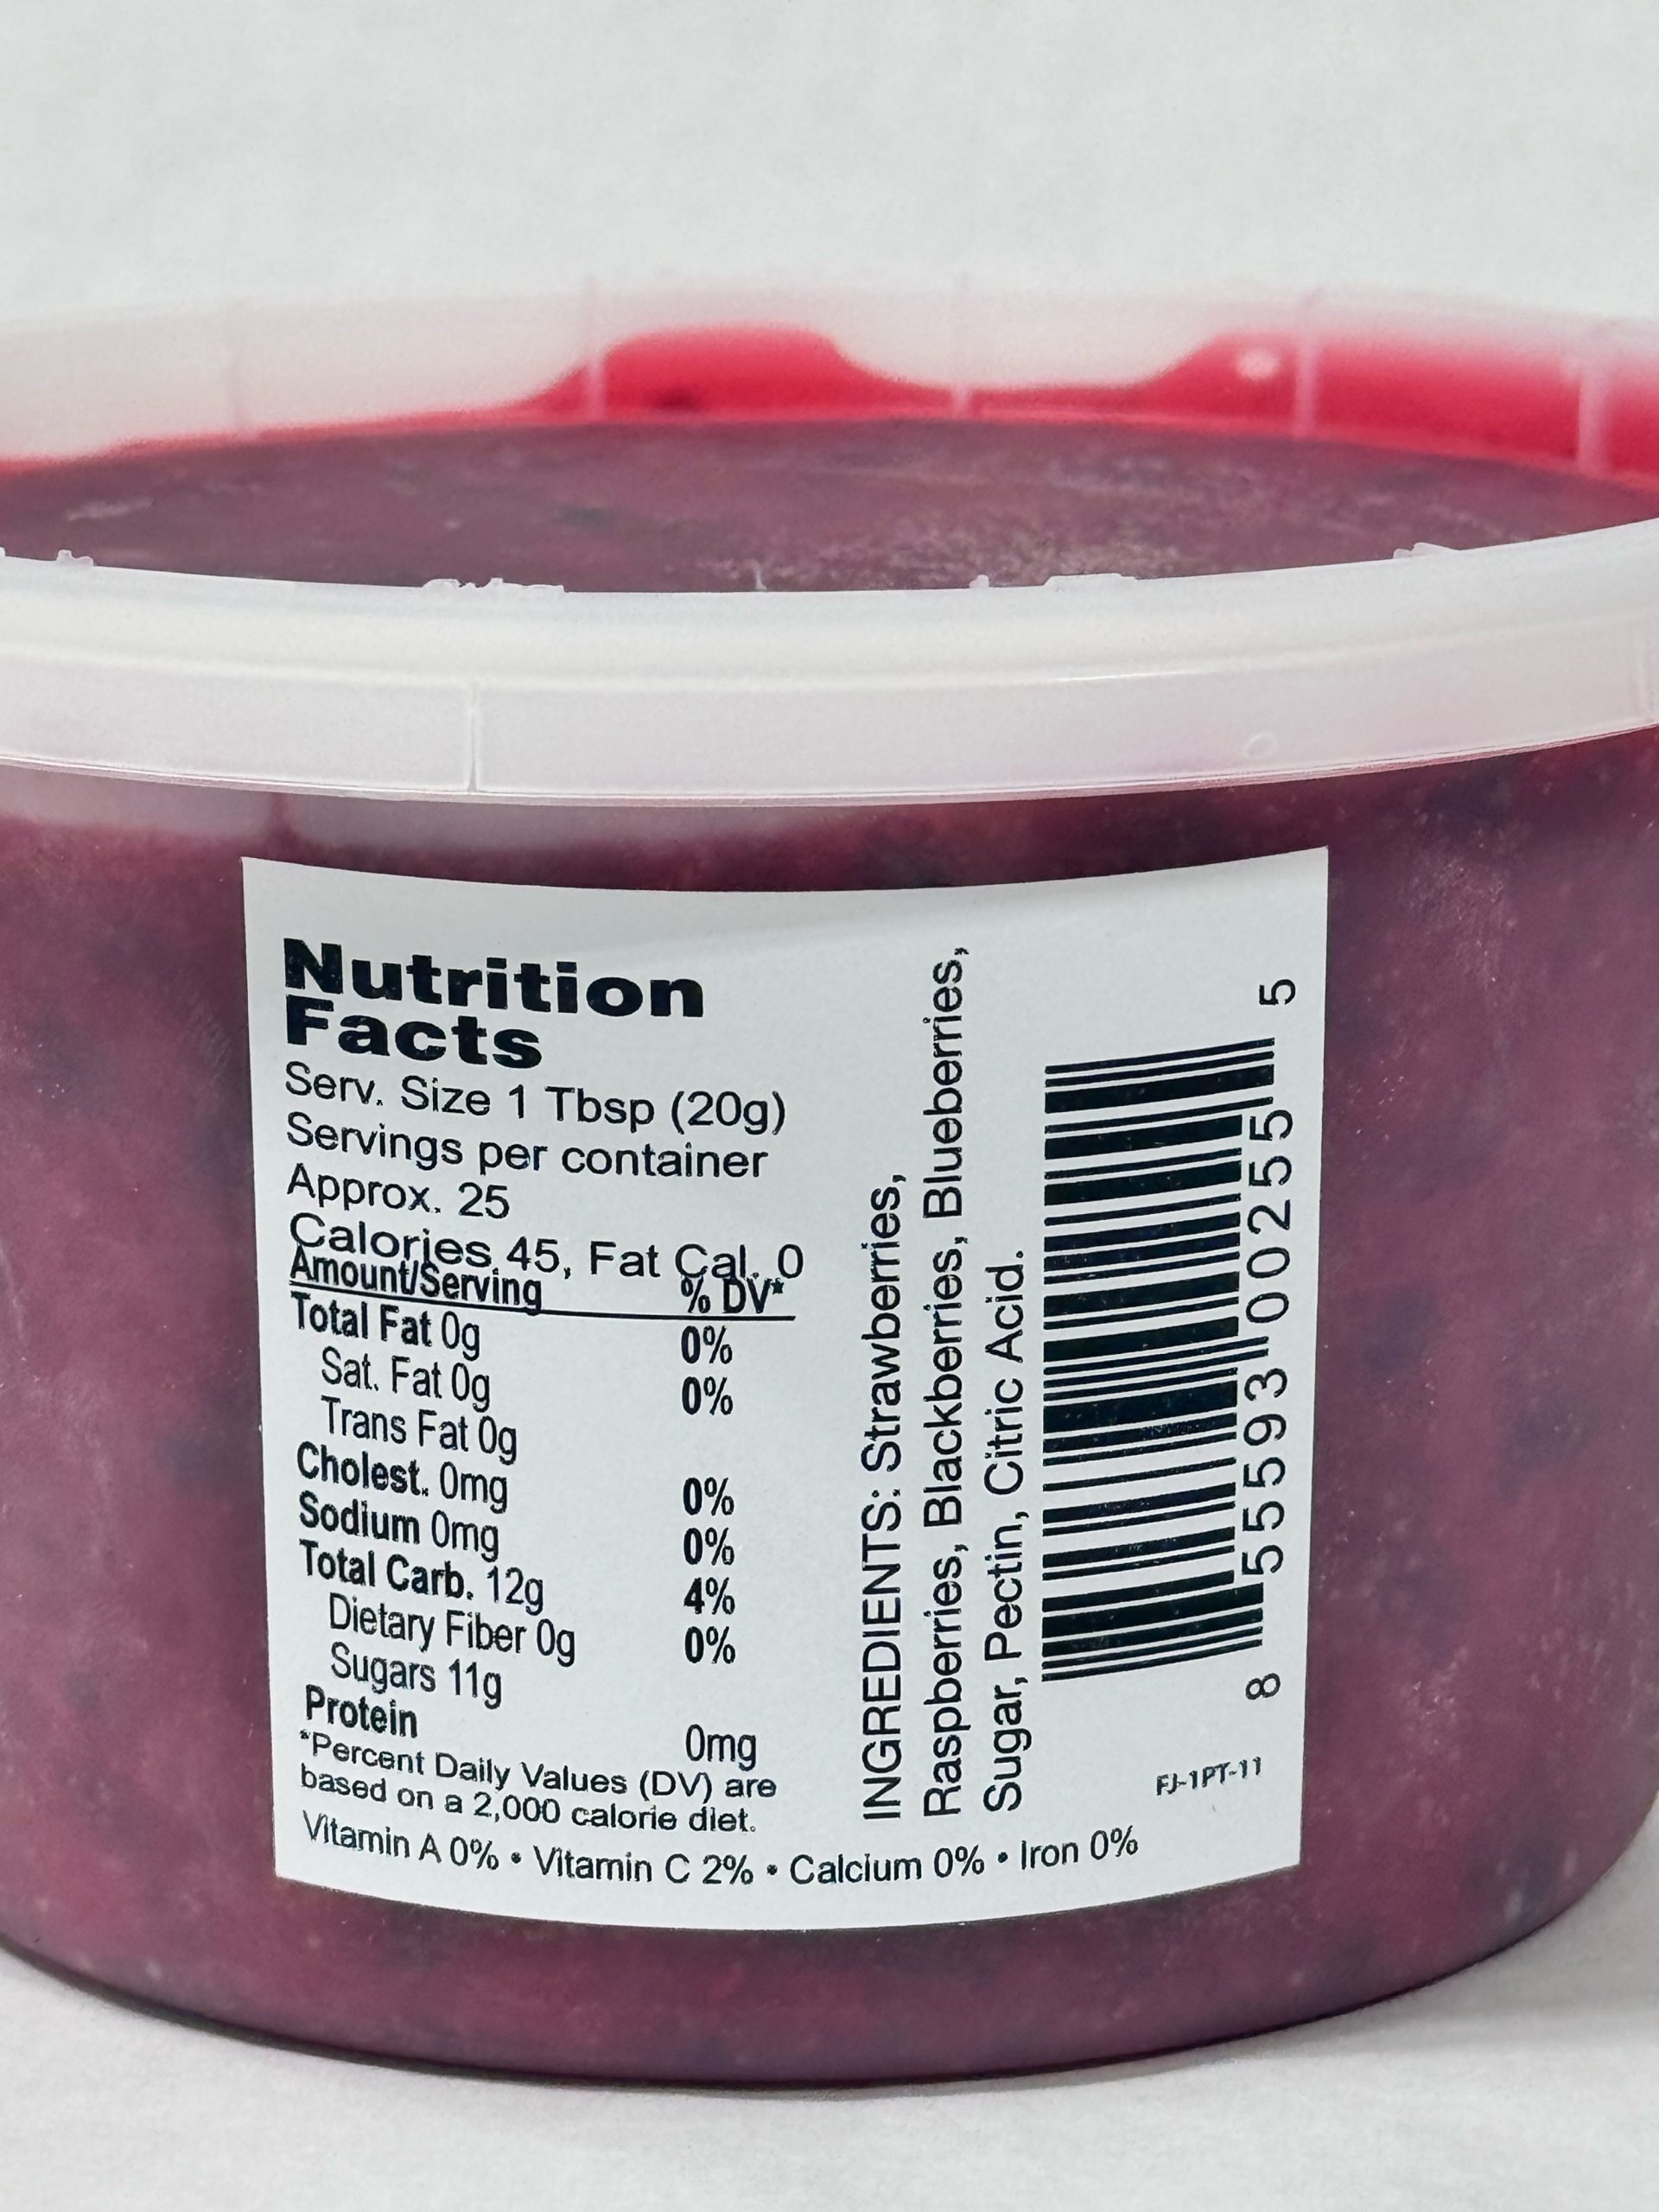 Nutrition
Facts
Serv. Size 1 Tbsp (20g)
Servings per container
Approx. 25
Calories 45, Fat Cal. 0
Amount/Serving % DV*
Total Fat 0g 0%
Sat. Fat 0g 0%
Trans Fat 0g
Cholest. 0mg 0%
Sodium 0mg 0%
Total Carb. 12g 4%
Dietary Fiber 0g 0%
Sugars 11g
Protein 0mg
*Percent Daily Values (DV) are
based on a 2,000 calorie diet.
Vitamin A 0% • Vitamin C 2% • Calcium 0% • Iron 0%
INGREDIENTS: Strawberries,
Raspberries, Blackberries, Blueberries,
Sugar, Pectin, Citric Acid.
8 55593 00255 5
FJ-1PT-11